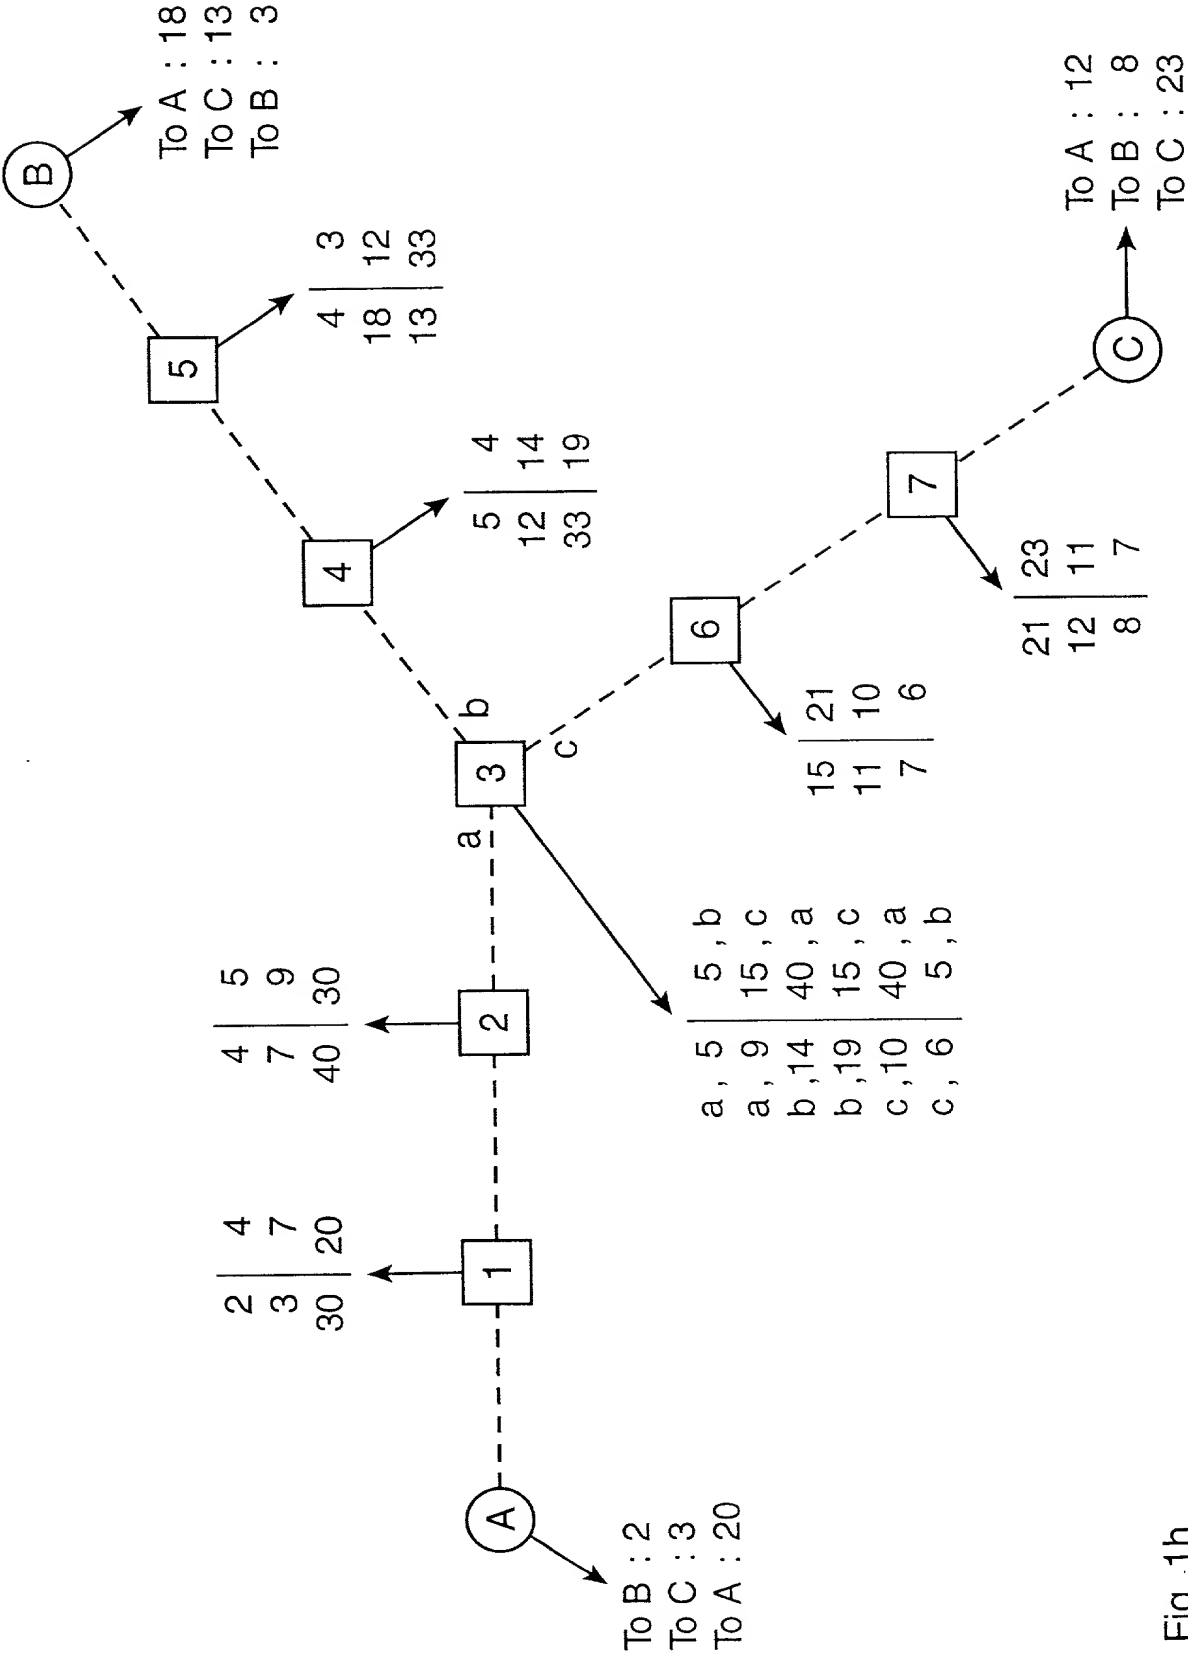 B
To A : 18
To C : 13
To B : 3
5
4 3
18 12
13 33
2 4
3 7
30 20
4 5
7 9
40 30
4
5 4
12 14
33 19
A
1
2
a
3
b
c
To B : 2
To C : 3
To A : 20
a, 5 5, b
a, 9 15, c
b,14 40, a
b,19 15, c
c,10 40, a
c, 6 5, b
6
15 21
11 10
7 6
7
21 23
12 11
8 7
C
To A : 12
To B : 8
To C : 23
Fig. 1h